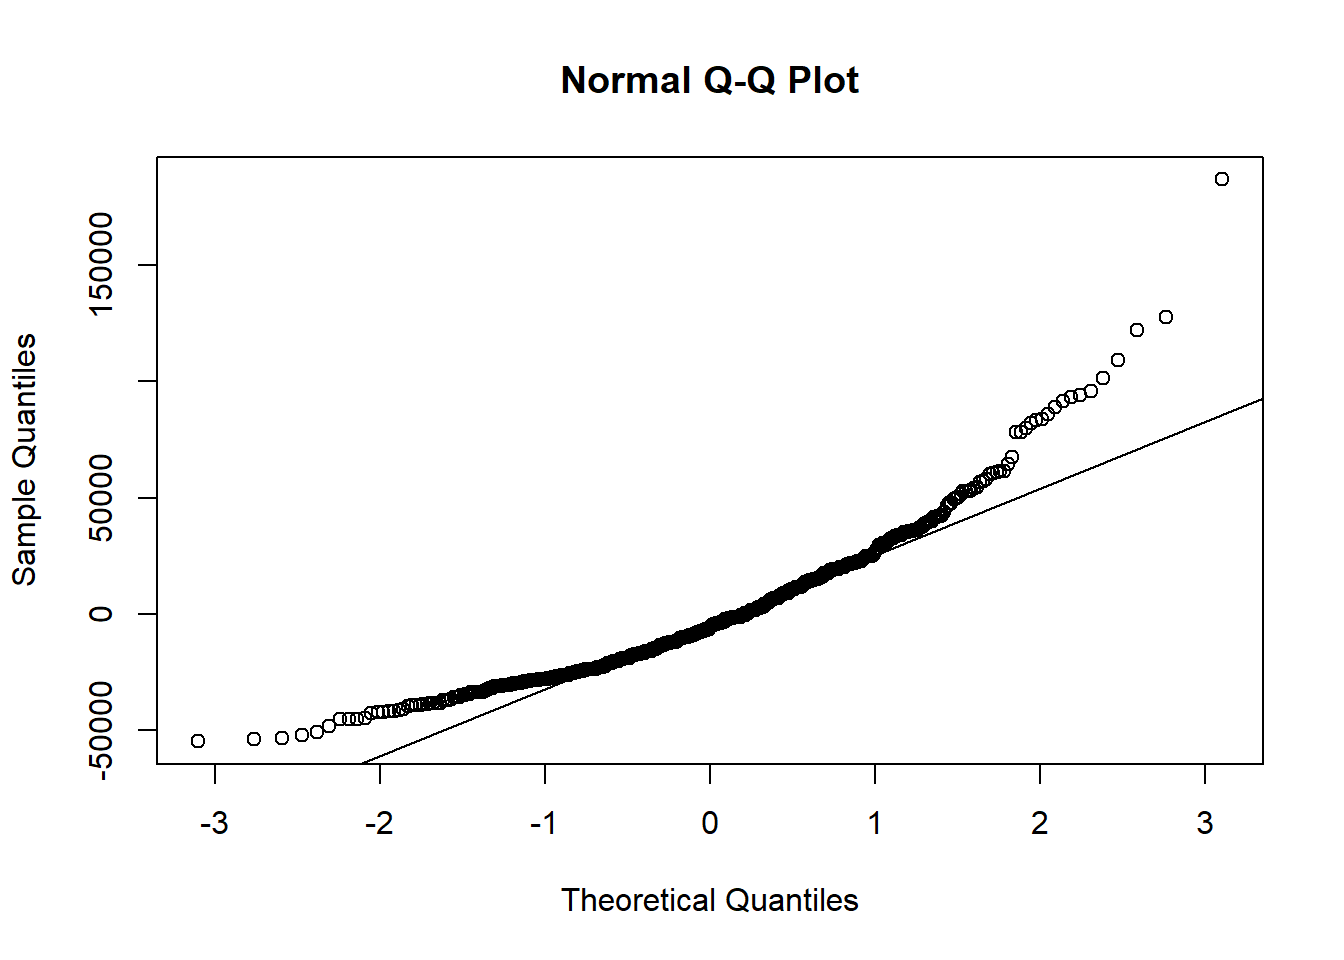 Normal Q-Q Plot
Sample Quantiles
150000
50000
0
-50000
-3 -2 -1 0 1 2 3
Theoretical Quantiles